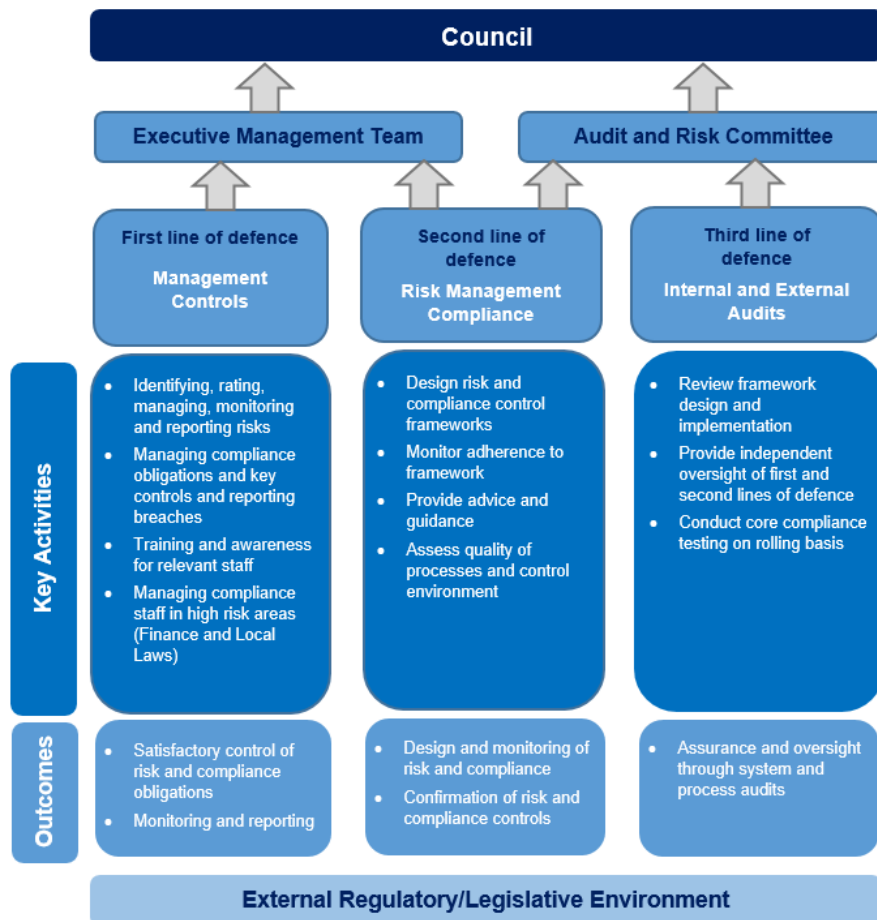 Council
Executive Management Team
Audit and Risk Committee
First line of defence
Management
Controls
Second line of
defence
Risk Management
Compliance
Third line of
defence
Internal and External
Audits
Key Activities
• Identifying, rating,
managing, monitoring
and reporting risks
• Managing compliance
obligations and key
controls and reporting
breaches
• Training and awareness
for relevant staff
• Managing compliance
staff in high risk areas
(Finance and Local
Laws)
• Design risk and
compliance control
frameworks
• Monitor adherence to
framework
• Provide advice and
guidance
• Assess quality of
processes and control
environment
• Review framework
design and
implementation
• Provide independent
oversight of first and
second lines of defence
• Conduct core compliance
testing on rolling basis
Outcomes
• Satisfactory control of
risk and compliance
obligations
• Monitoring and reporting
• Design and monitoring of
risk and compliance
• Confirmation of risk and
compliance controls
• Assurance and oversight
through system and
process audits
External Regulatory/Legislative Environment